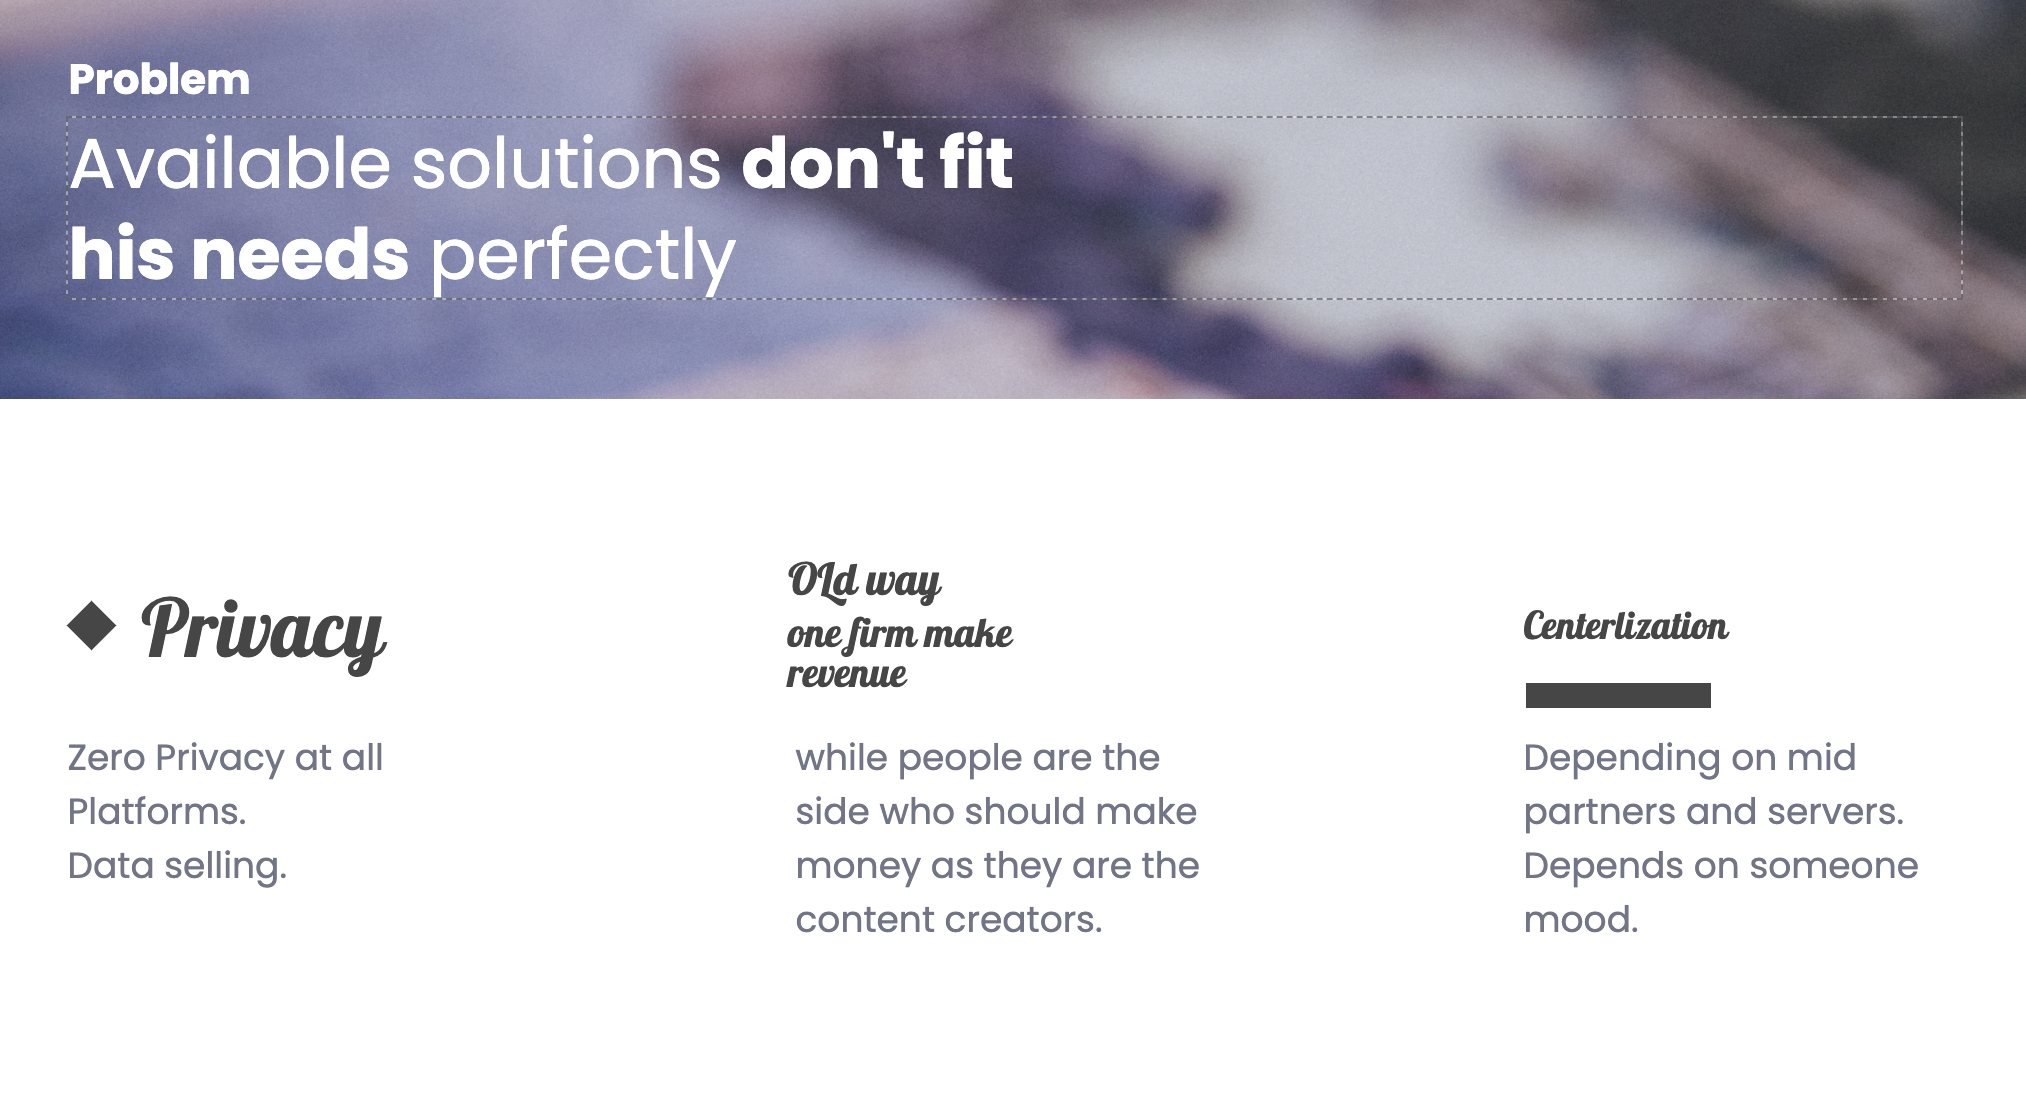 Problem
Available solutions don't fit
his needs perfectly
Privacy
Zero Privacy at all
Platforms.
Data selling.
OLd way
one firm make
revenue
while people are the
side who should make
money as they are the
content creators.
Centerlization
Depending on mid
partners and servers.
Depends on someone
mood.